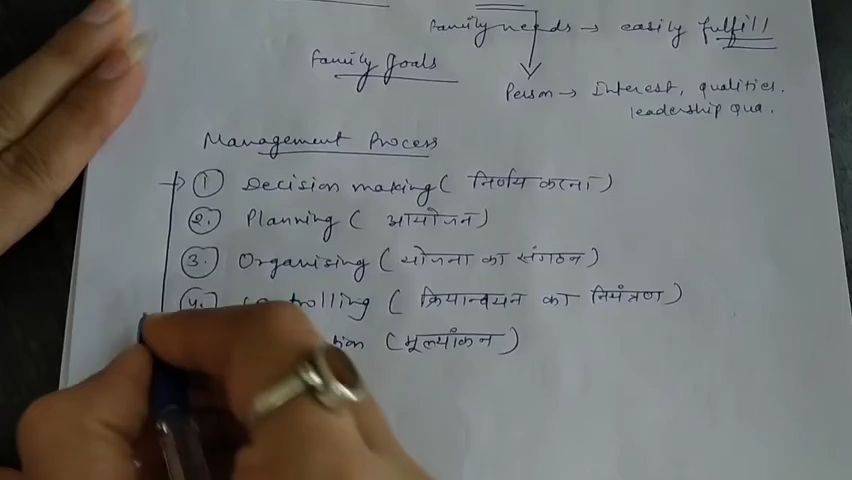 Family needs → easily fulfill
Family goals
Person → Interest, qualities.
leadership qua.
Management Process
→ ① Decision making ( निर्णय करना )
②. Planning ( आयोजन )
③. Organising ( योजना का संगठन )
④. Controlling ( क्रियान्वयन का नियंत्रण )
( मूल्यांकन )